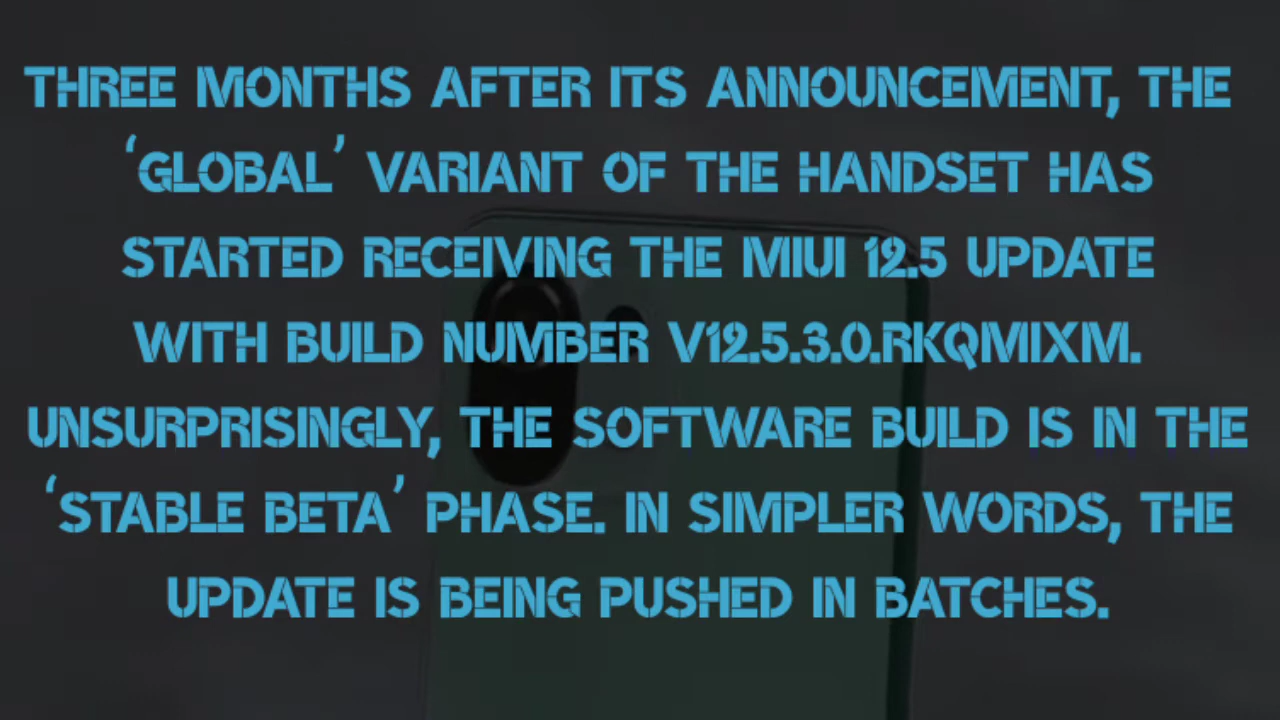 THREE MONTHS AFTER ITS ANNOUNCEMENT, THE
‘GLOBAL’ VARIANT OF THE HANDSET HAS
STARTED RECEIVING THE MIUI 12.5 UPDATE
WITH BUILD NUMBER V12.5.3.0.RKQMIXM.
UNSURPRISINGLY, THE SOFTWARE BUILD IS IN THE
‘STABLE BETA’ PHASE. IN SIMPLER WORDS, THE
UPDATE IS BEING PUSHED IN BATCHES.